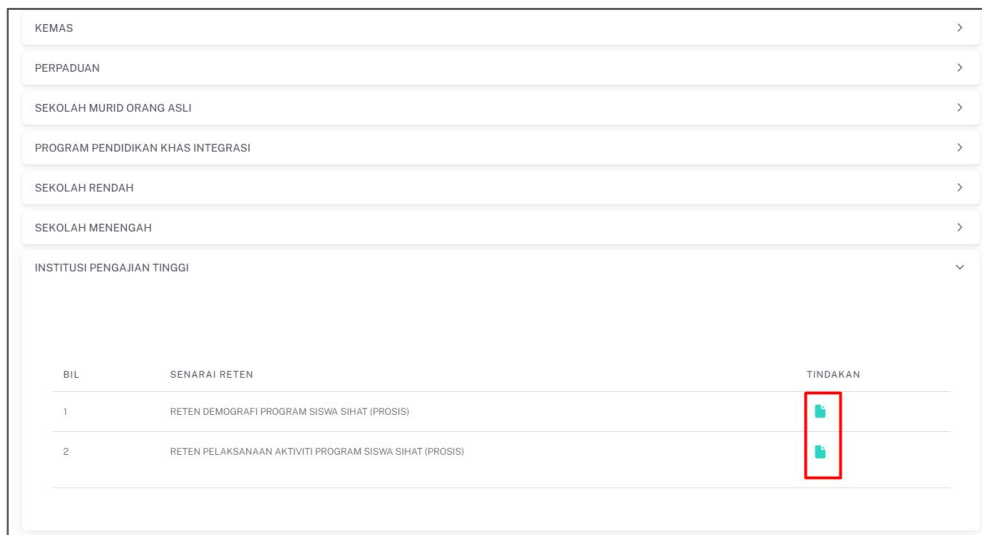 KEMAS
PERPADUAN
SEKOLAH MURID ORANG ASLI
PROGRAM PENDIDIKAN KHAS INTEGRASI
SEKOLAH RENDAH
SEKOLAH MENENGAH
INSTITUSI PENGAJIAN TINGGI
BIL SENARAI RETEN TINDAKAN
1 RETEN DEMOGRAFI PROGRAM SISWA SIHAT (PROSIS)
2 RETEN PELAKSANAAN AKTIVITI PROGRAM SISWA SIHAT (PROSIS)